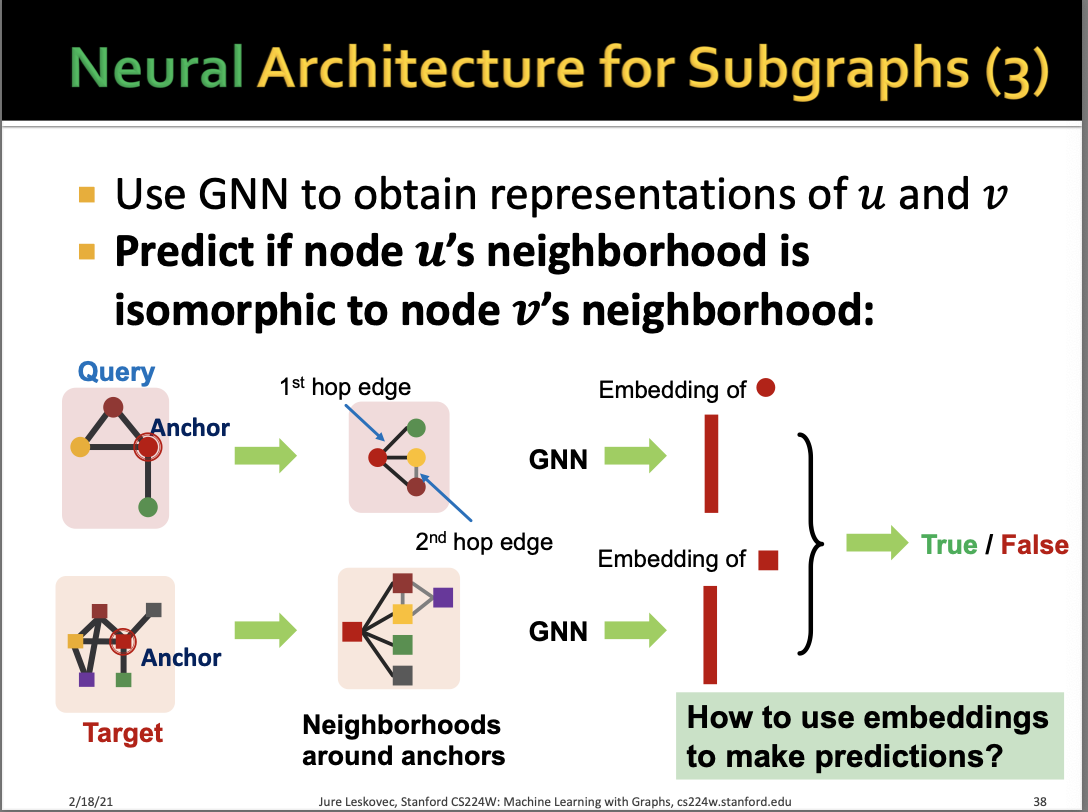 Neural Architecture for Subgraphs (3)
Use GNN to obtain representations of 𝑢 and 𝑣
Predict if node 𝒖’s neighborhood is
isomorphic to node 𝒗’s neighborhood:
Query
Anchor
1st hop edge
2nd hop edge
GNN
Embedding of
True / False
Target
Anchor
Neighborhoods
around anchors
GNN
Embedding of
How to use embeddings
to make predictions?
2/18/21
Jure Leskovec, Stanford CS224W: Machine Learning with Graphs, cs224w.stanford.edu
38